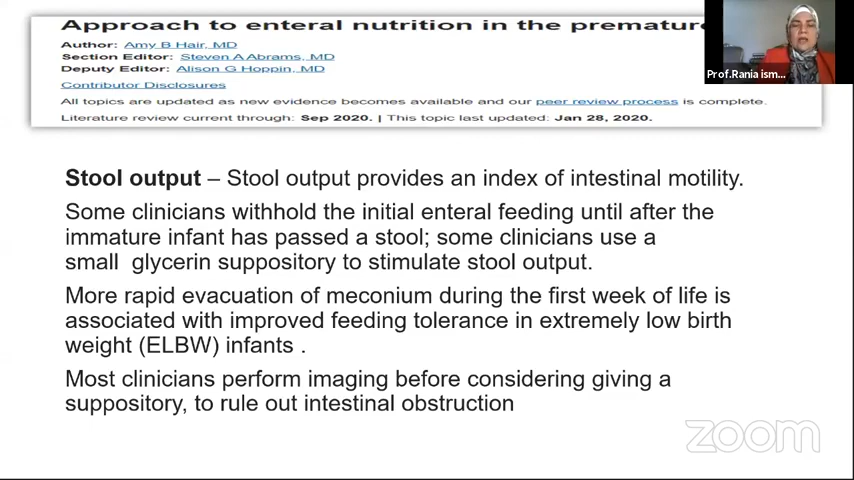 Approach to enteral nutrition in the premature
Author: Amy B Hair, MD
Section Editor: Steven A Abrams, MD
Deputy Editor: Alison G Hoppin, MD
Contributor Disclosures
All topics are updated as new evidence becomes available and our peer review process is complete.
Literature review current through: Sep 2020. | This topic last updated: Jan 28, 2020.
Prof.Rania ism...
Stool output – Stool output provides an index of intestinal motility.
Some clinicians withhold the initial enteral feeding until after the
immature infant has passed a stool; some clinicians use a
small glycerin suppository to stimulate stool output.
More rapid evacuation of meconium during the first week of life is
associated with improved feeding tolerance in extremely low birth
weight (ELBW) infants .
Most clinicians perform imaging before considering giving a
suppository, to rule out intestinal obstruction
zoom